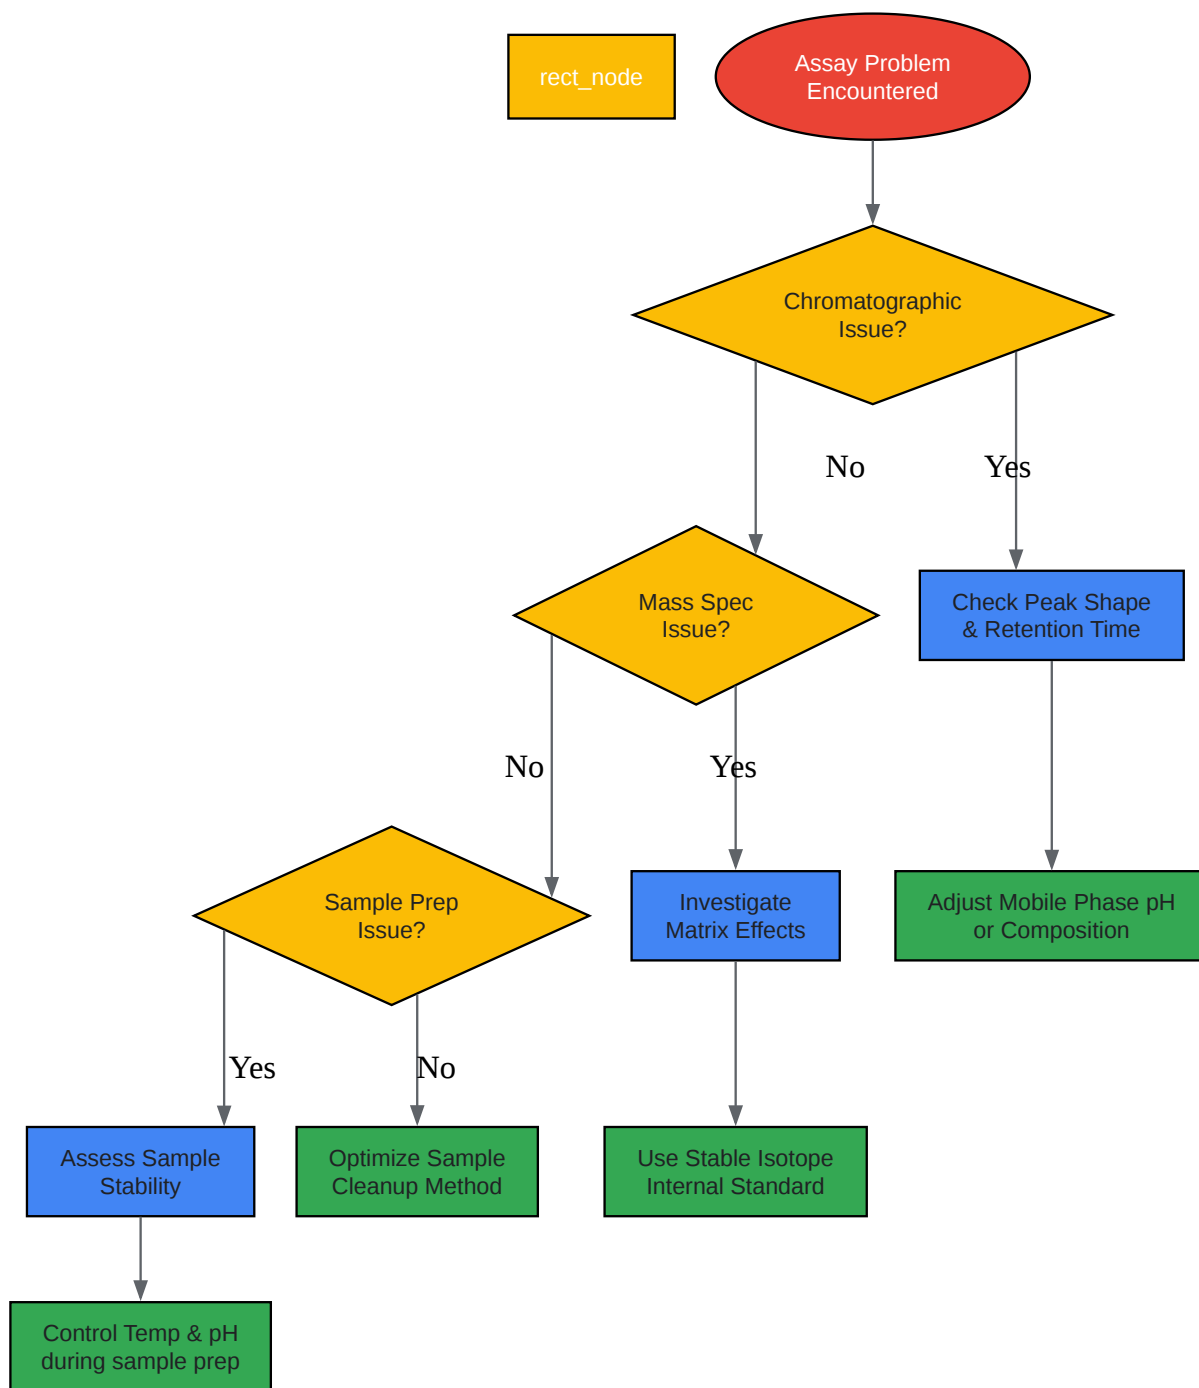 rect_node
Assay Problem
Encountered
Chromatographic
Issue?
No
Yes
Mass Spec
Issue?
Check Peak Shape
& Retention Time
No
Yes
Sample Prep
Issue?
Investigate
Matrix Effects
Adjust Mobile Phase pH
or Composition
Yes
No
Assess Sample
Stability
Optimize Sample
Cleanup Method
Use Stable Isotope
Internal Standard
Control Temp & pH
during sample prep